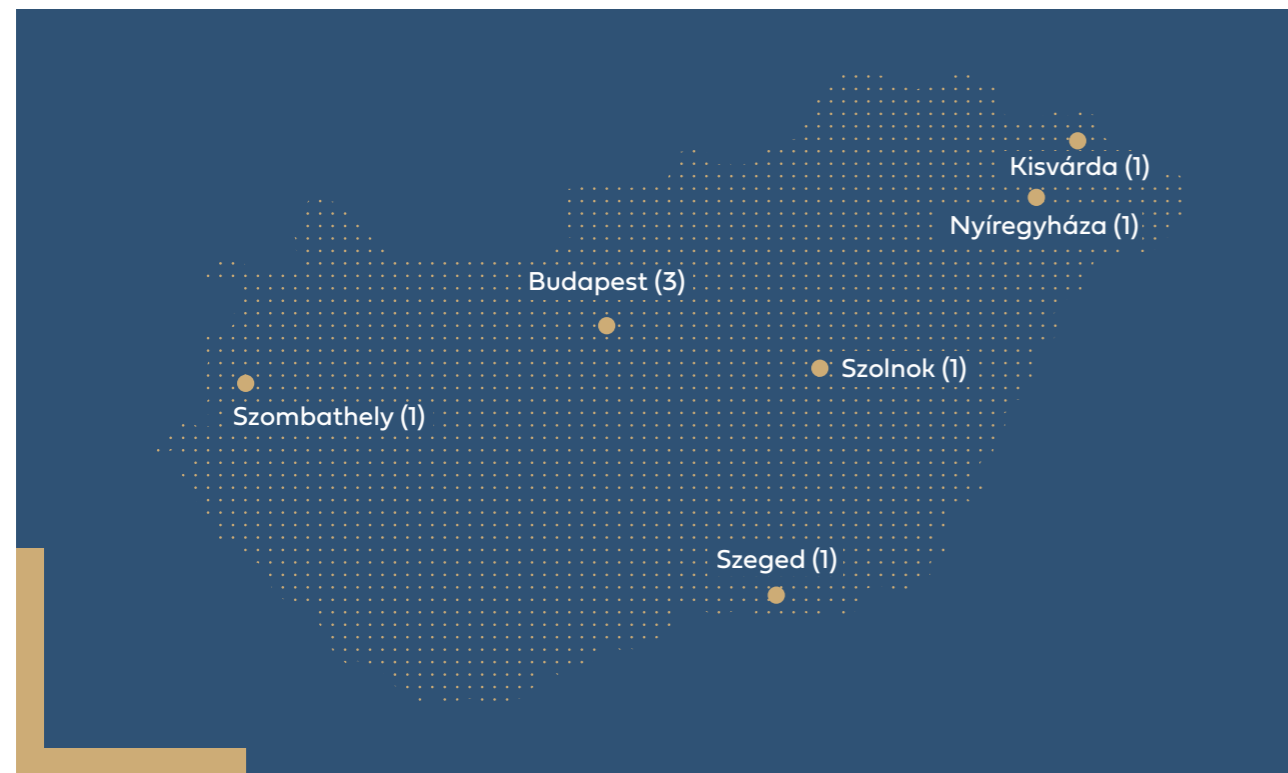 Kisvárda (1)
Nyíregyháza (1)
Budapest (3)
Szolnok (1)
Szombathely (1)
Szeged (1)